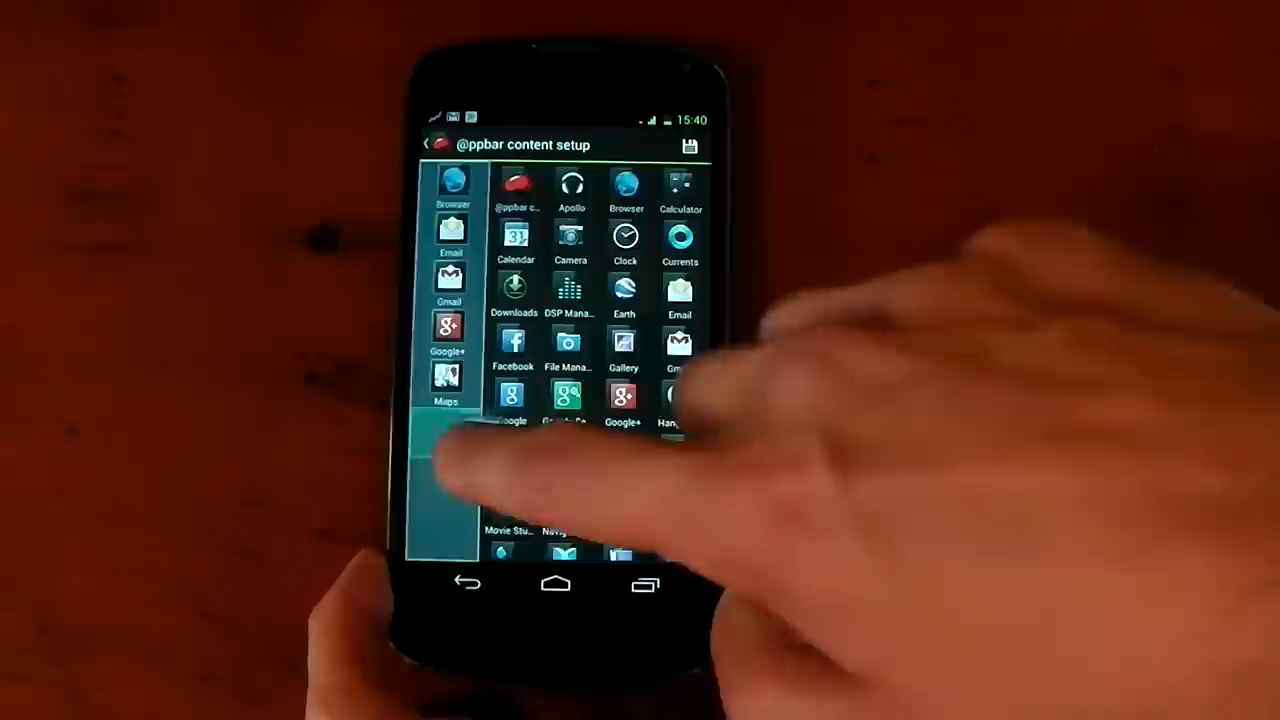 15:40
@ppbar content setup
Browser
Email
Gmail
Google+
Maps
@ppbar c... Apollo Browser Calculator
31
Calendar Camera Clock Currents
Downloads DSP Mana... Earth Email
Facebook File Mana... Gallery
Google+
Movie Stu...